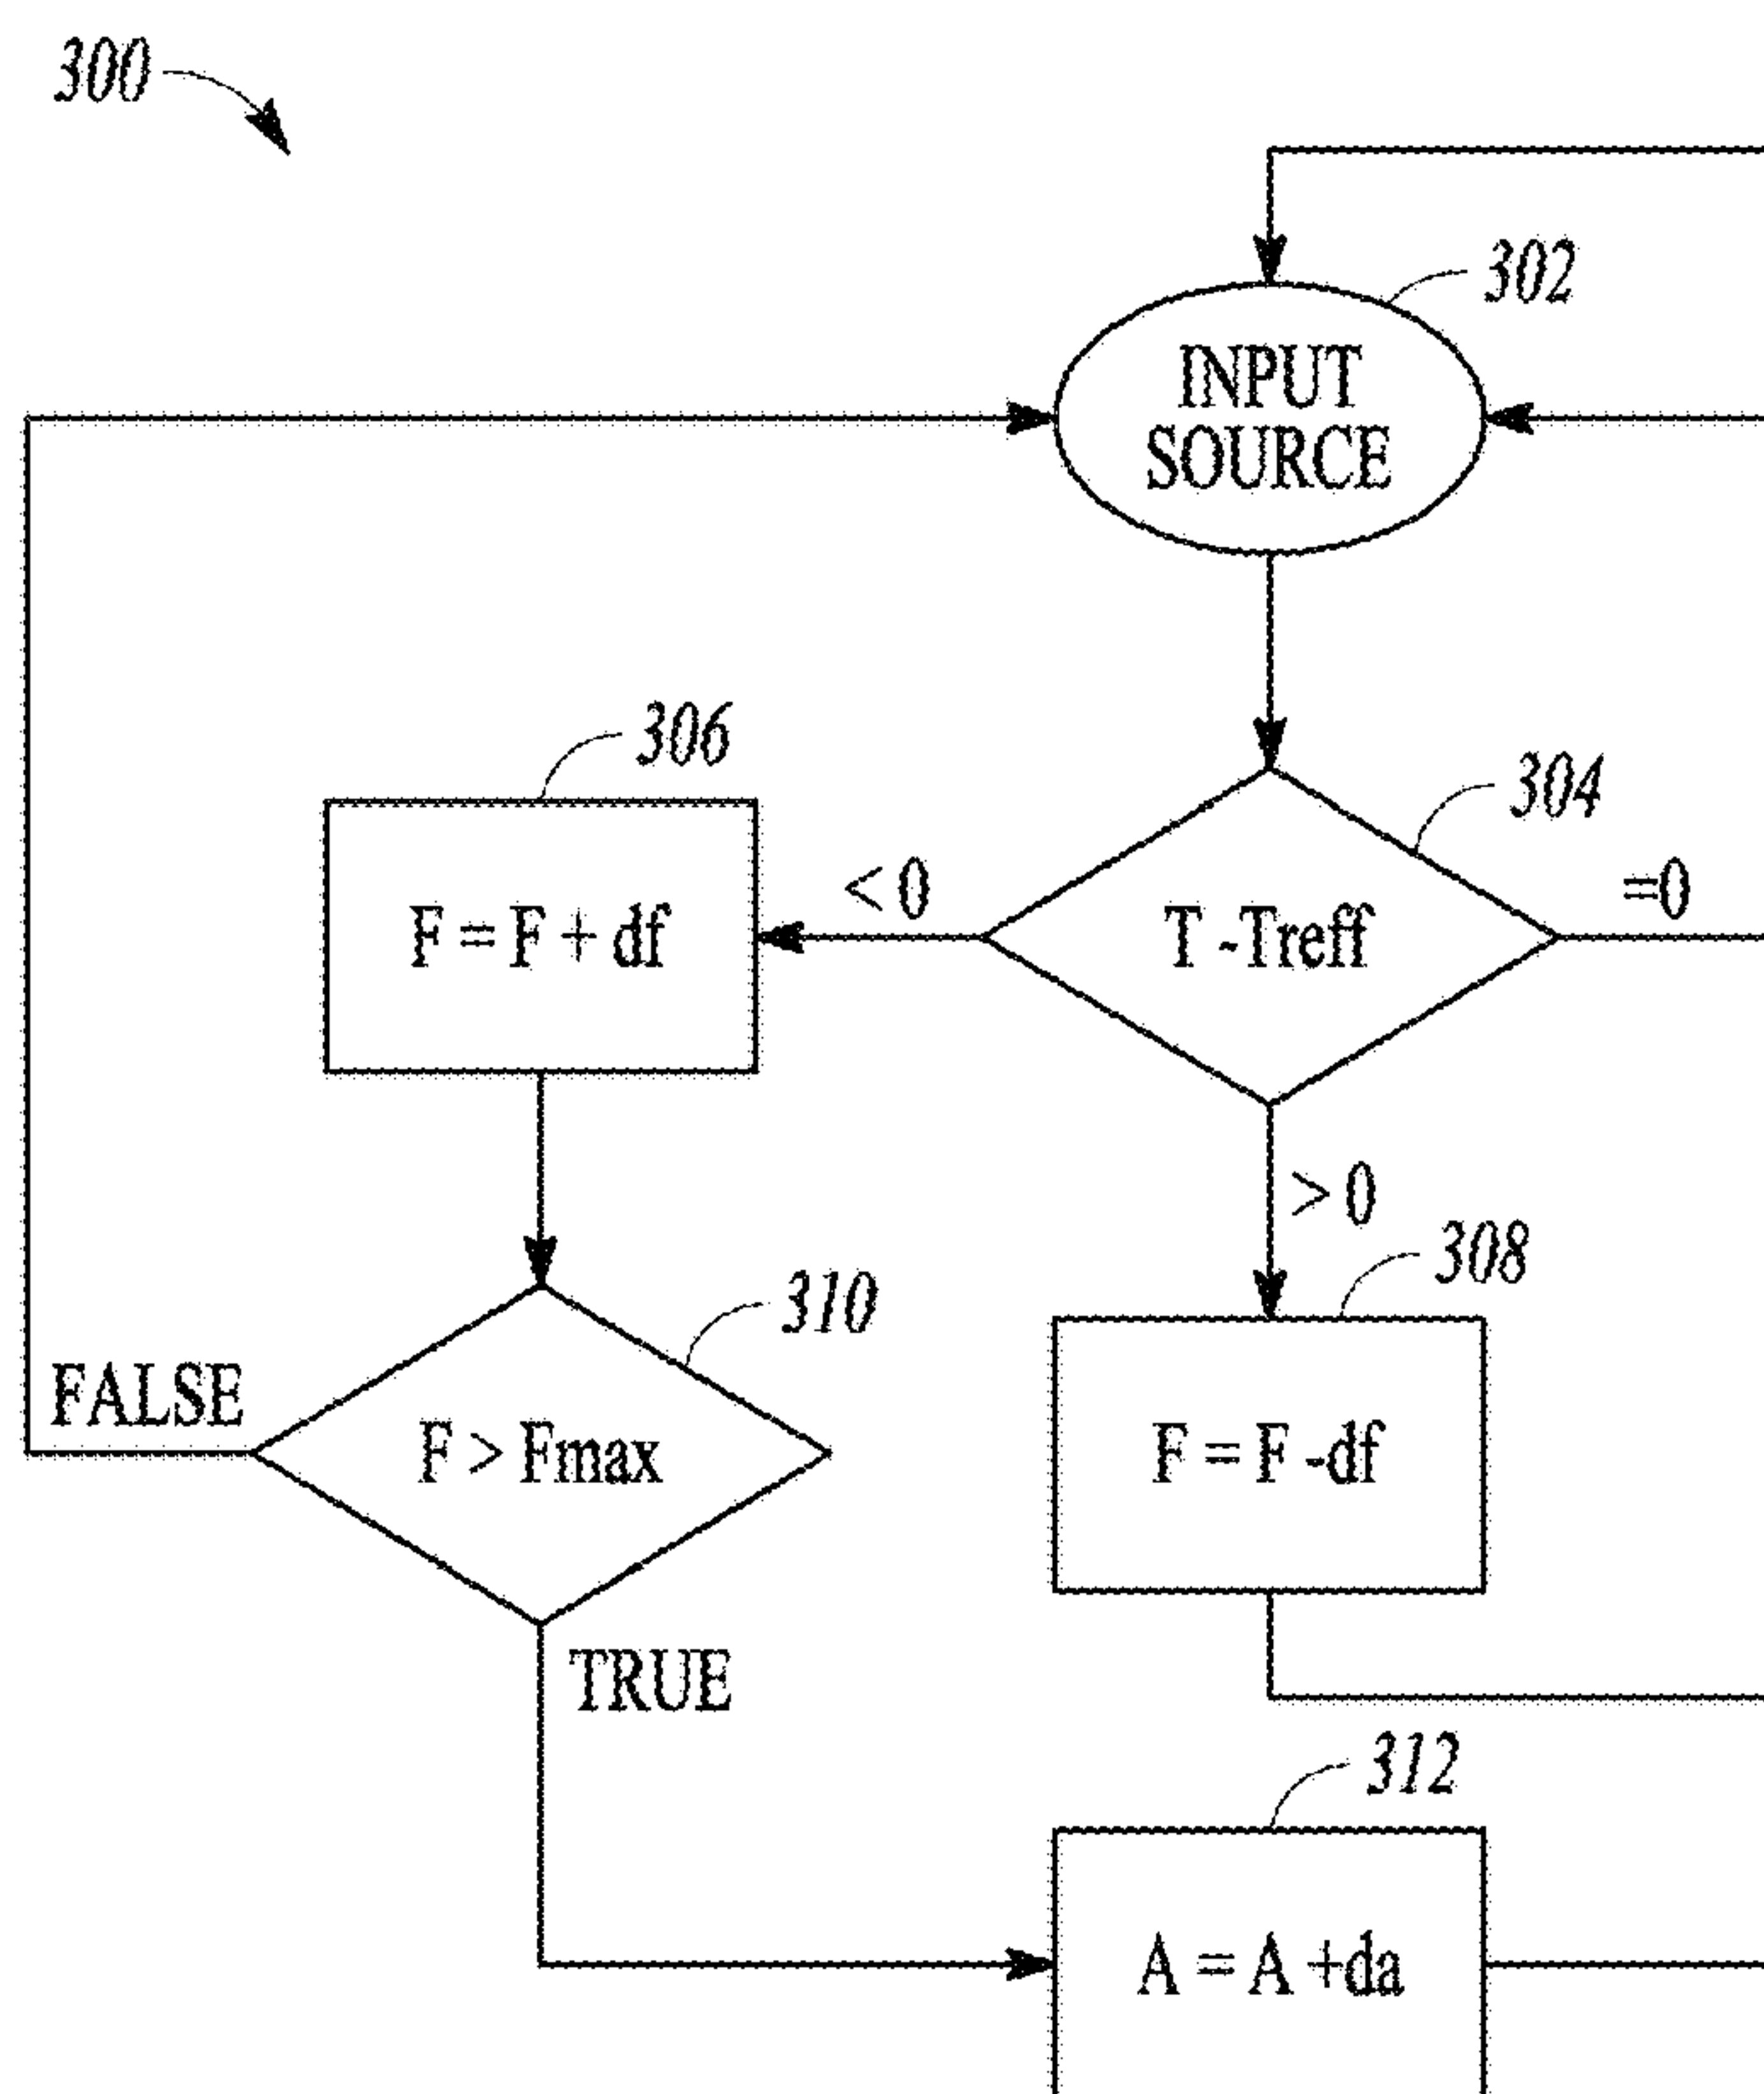 300
302
INPUT
SOURCE
306
304
< 0
=0
F = F + df
T -Treff
> 0
308
310
FALSE
F > Fmax
F = F -df
TRUE
312
A = A +da